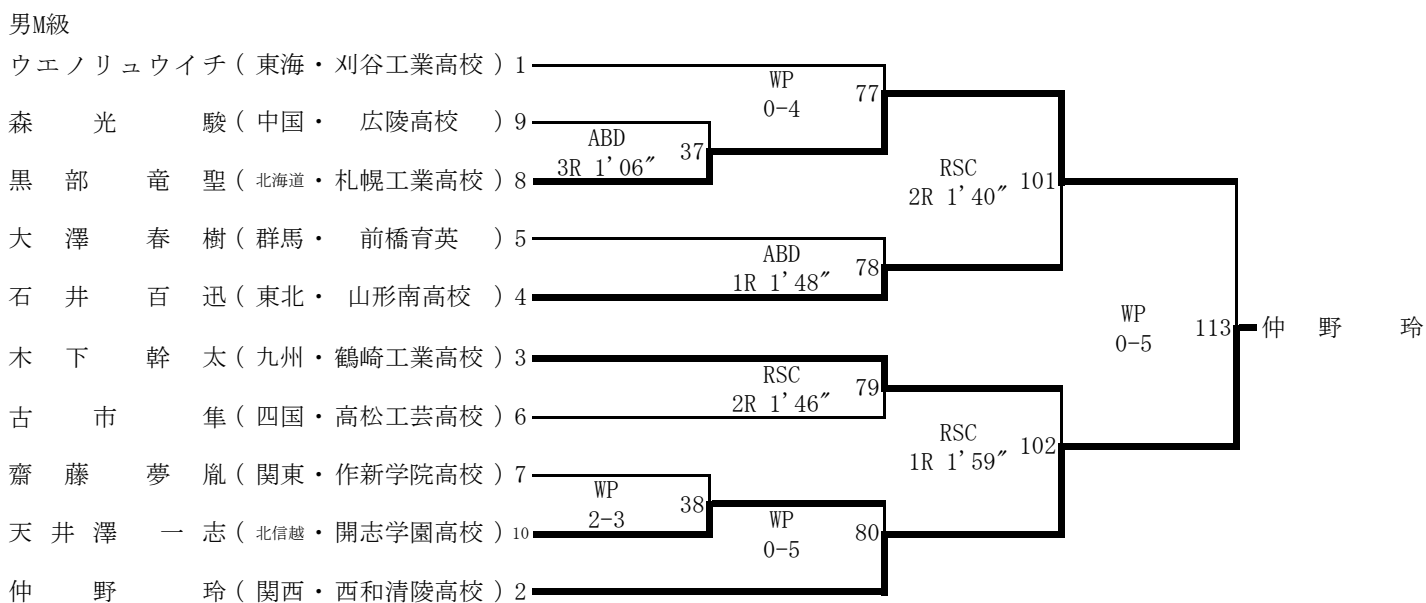 男M級
ウエノリュウイチ(東海・刈谷工業高校)1
WP
0-4
77
森光駿(中国・広陵高校)9
ABD
3R 1'06″
37
黒部竜聖(北海道・札幌工業高校)8
RSC
2R 1'40″
101
大澤春樹(群馬・前橋育英)5
ABD
1R 1'48″
78
石井百迅(東北・山形南高校)4
WP
0-5
113
仲野玲
木下幹太(九州・鶴崎工業高校)3
RSC
2R 1'46″
79
古市隼(四国・高松工芸高校)6
RSC
1R 1'59″
102
齋藤夢胤(関東・作新学院高校)7
WP
2-3
38
天井澤一志(北信越・開志学園高校)10
WP
0-5
80
仲野玲(関西・西和清陵高校)2